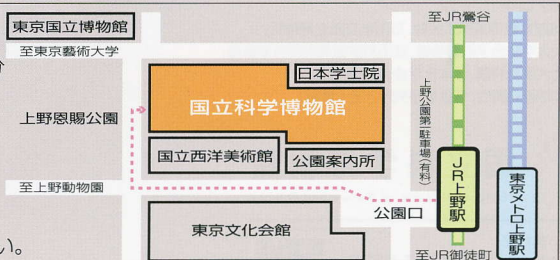 東京国立博物館
至JR鶯谷
至東京藝術大学
日本学士院
上野恩賜公園
国立科学博物館
上野公園第一駐車場(有料)
国立西洋美術館
公園案内所
JR上野駅
東京メトロ上野駅
至上野動物園
公園口
東京文化会館
い。
至JR御徒町